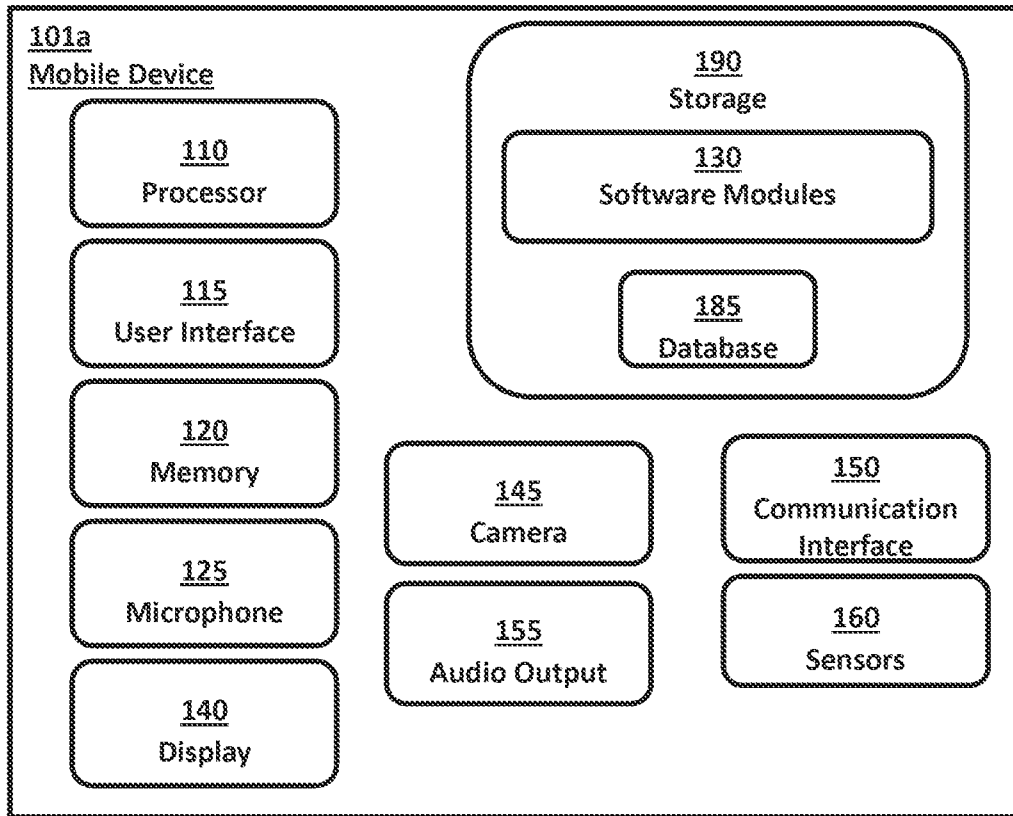 101a
Mobile Device
110
Processor
115
User Interface
120
Memory
125
Microphone
140
Display
190
Storage
130
Software Modules
185
Database
145
Camera
155
Audio Output
150
Communication
Interface
160
Sensors